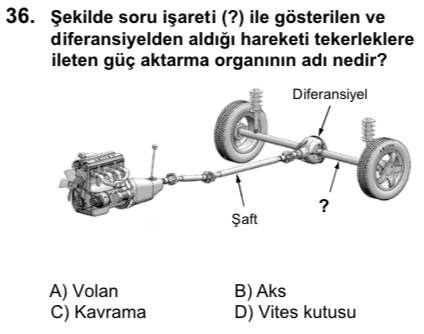 36. Şekilde soru işareti (?) ile gösterilen ve
diferansiyelden aldığı hareketi tekerleklere
ileten güç aktarma organının adı nedir?
Diferansiyel
Şaft
?
A) Volan
B) Aks
C) Kavrama
D) Vites kutusu